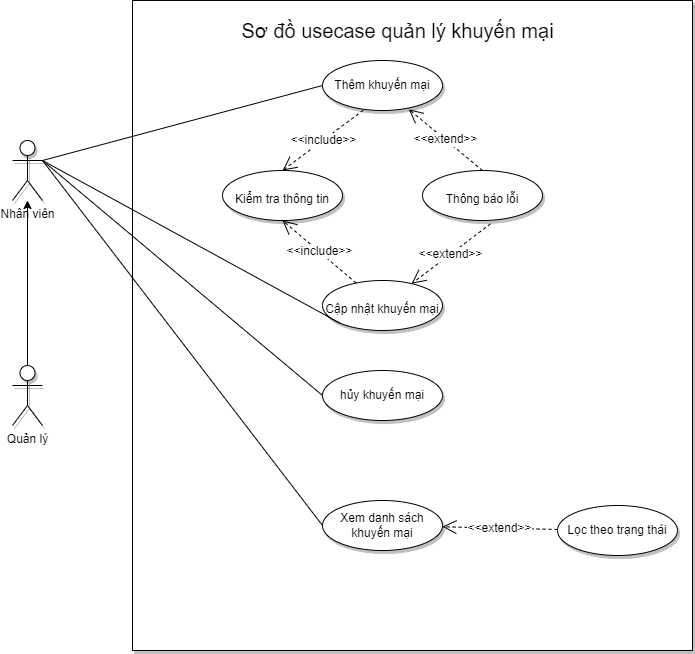 Sơ đồ usecase quản lý khuyến mại
Thêm khuyến mại
<<include>>
<<extend>>
Nhân viên
Kiểm tra thông tin
Thông báo lỗi
<<include>>
<<extend>>
Cập nhật khuyến mại
hủy khuyến mại
Quản lý
Xem danh sách
khuyến mại
<<extend>>
Lọc theo trạng thái